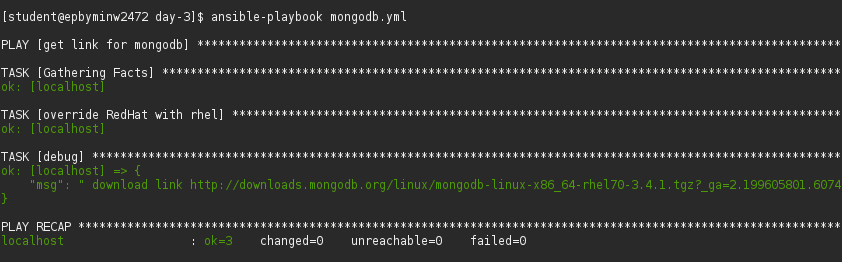 [student@epbyminw2472 day-3]$ ansible-playbook mongodb.yml
PLAY [get link for mongodb] ********************************************************************************************
TASK [Gathering Facts] *************************************************************************************************
ok: [localhost]
TASK [override RedHat with rhel] ***************************************************************************************
ok: [localhost]
TASK [debug] ***********************************************************************************************************
ok: [localhost] => {
    "msg": " download link http://downloads.mongodb.org/linux/mongodb-linux-x86_64-rhel70-3.4.1.tgz?_ga=2.199605801.6074
}
PLAY RECAP *************************************************************************************************************
localhost                  : ok=3    changed=0    unreachable=0    failed=0